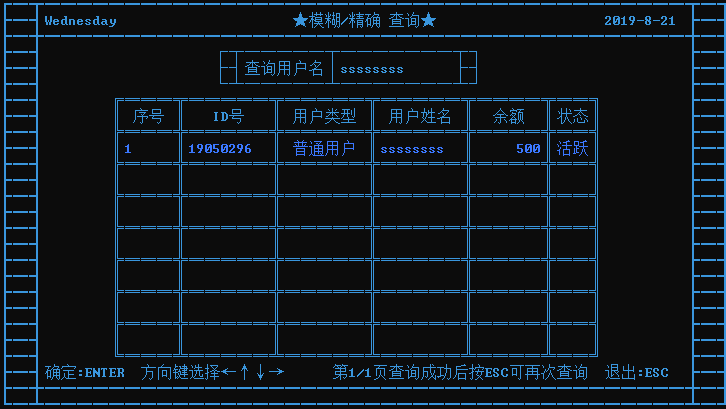 Wednesday ★模糊/精确 查询★ 2019-8-21
查询用户名 ssssssss
序号 ID号 用户类型 用户姓名 余额 状态
1 19050296 普通用户 ssssssss 500 活跃
确定:ENTER 方向键选择←↑↓→ 第1/1页查询成功后按ESC可再次查询 退出:ESC